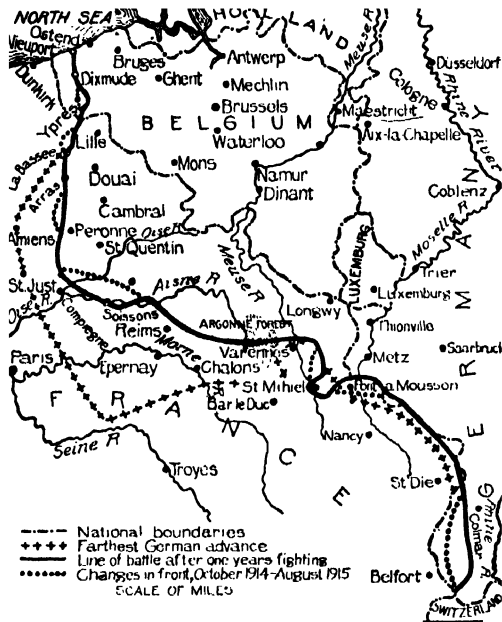 NORTH SEA
HOLLAND
Ostend
Nieuport
Bruges
Antwerp
Meuse R
Düsseldorf
Dunkirk
Dixmude
Ghent
Mechlin
Cologne
Rhine River
Brussels
Maestricht
Ypres
BELGIUM
Aix-la-Chapelle
Lille
Waterloo
La Bassee
Mons
Namur
Douai
Dinant
Coblenz
Arras
Cambral
Moselle R
Amiens
Peronne
Oise R
St Quentin
LUXEMBURG
Trier
St. Just
Aisne R
Meuse R
Luxemburg
Oise R
Compiegne
Soissons
Longwy
Thionville
Reims
ARGONNE FOREST
Marne
Varennes
Metz
Saarbruck
Paris
Epernay
Chalons
St Mihiel
Pont a Mousson
FRANCE
Bar le Duc
GERMANY
Seine R
Nancy
Troyes
St Die
Colmar
National boundaries
Farthest German advance
Line of battle after one years fighting
Changes in front, October 1914-August 1915
SCALE OF MILES
Belfort
SWITZERLAND